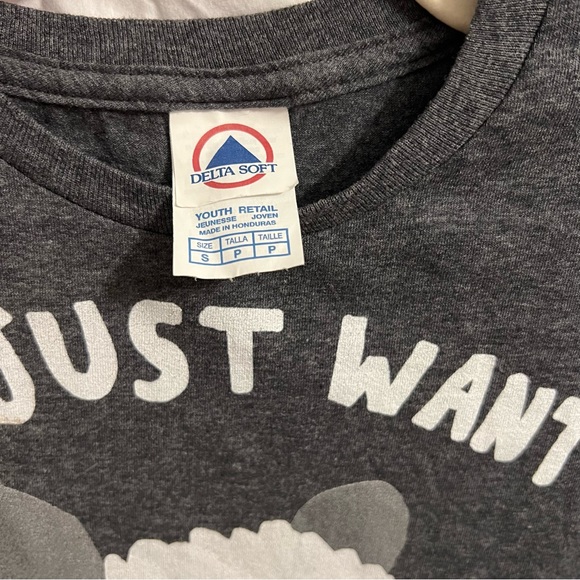 DELTA SOFT
YOUTH RETAIL
JEUNESSE JOVEN
MADE IN HONDURAS
SIZE TALLA TAILLE
S P P
JUST WANT